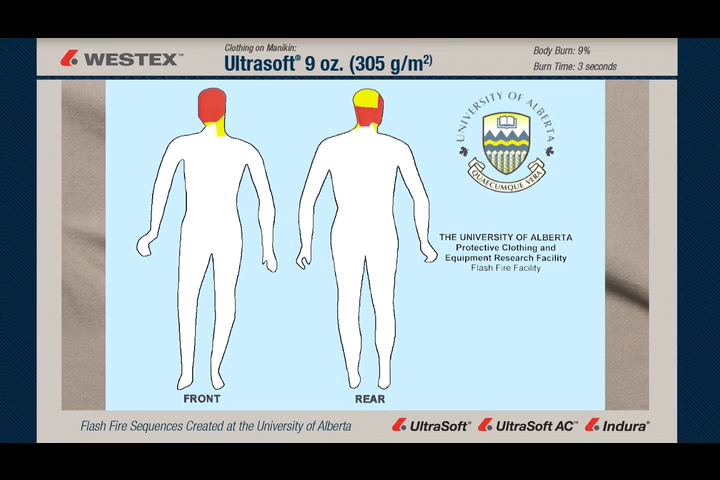 WESTEX™
Clothing on Manikin:
Ultrasoft® 9 oz. (305 g/m²)
Body Burn: 9%
Burn Time: 3 seconds
UNIVERSITY OF ALBERTA
QUAECUMQUE VERA
THE UNIVERSITY OF ALBERTA
Protective Clothing and
Equipment Research Facility
Flash Fire Facility
FRONT
REAR
Flash Fire Sequences Created at the University of Alberta
UltraSoft® UltraSoft AC™ Indura®